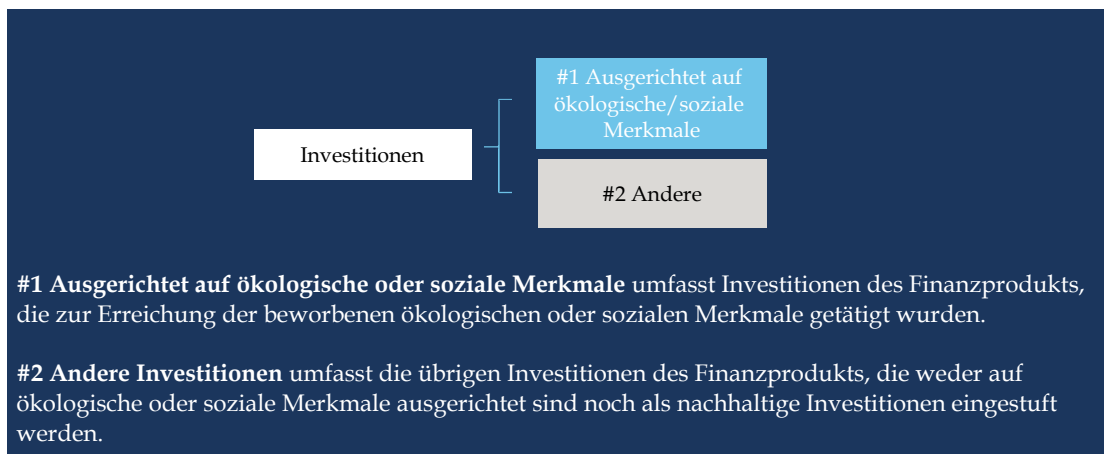 #1 Ausgerichtet auf
ökologische/soziale
Merkmale
Investitionen
#2 Andere
#1 Ausgerichtet auf ökologische oder soziale Merkmale umfasst Investitionen des Finanzprodukts,
die zur Erreichung der beworbenen ökologischen oder sozialen Merkmale getätigt wurden.
#2 Andere Investitionen umfasst die übrigen Investitionen des Finanzprodukts, die weder auf
ökologische oder soziale Merkmale ausgerichtet sind noch als nachhaltige Investitionen eingestuft
werden.